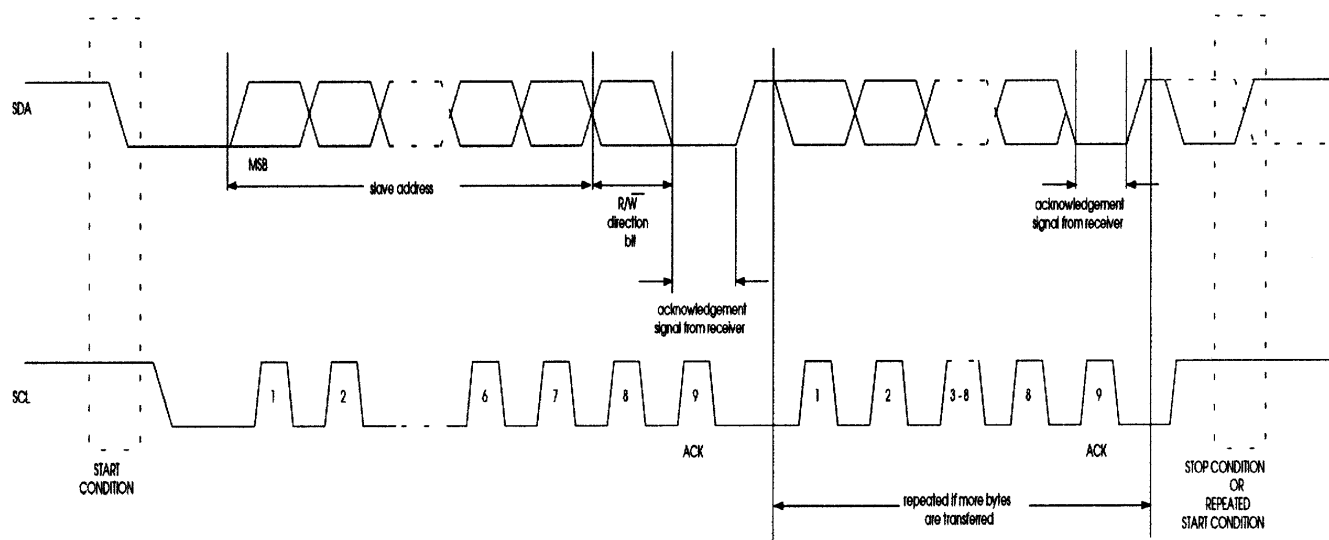 SDA
MSB
slave address
R/W
direction
bit
acknowledgement
signal from receiver
acknowledgement
signal from receiver
SCL
1
2
6
7
8
9
1
2
3-8
8
9
ACK
ACK
START
CONDITION
STOP CONDITION
OR
REPEATED
START CONDITION
repeated if more bytes
are transferred